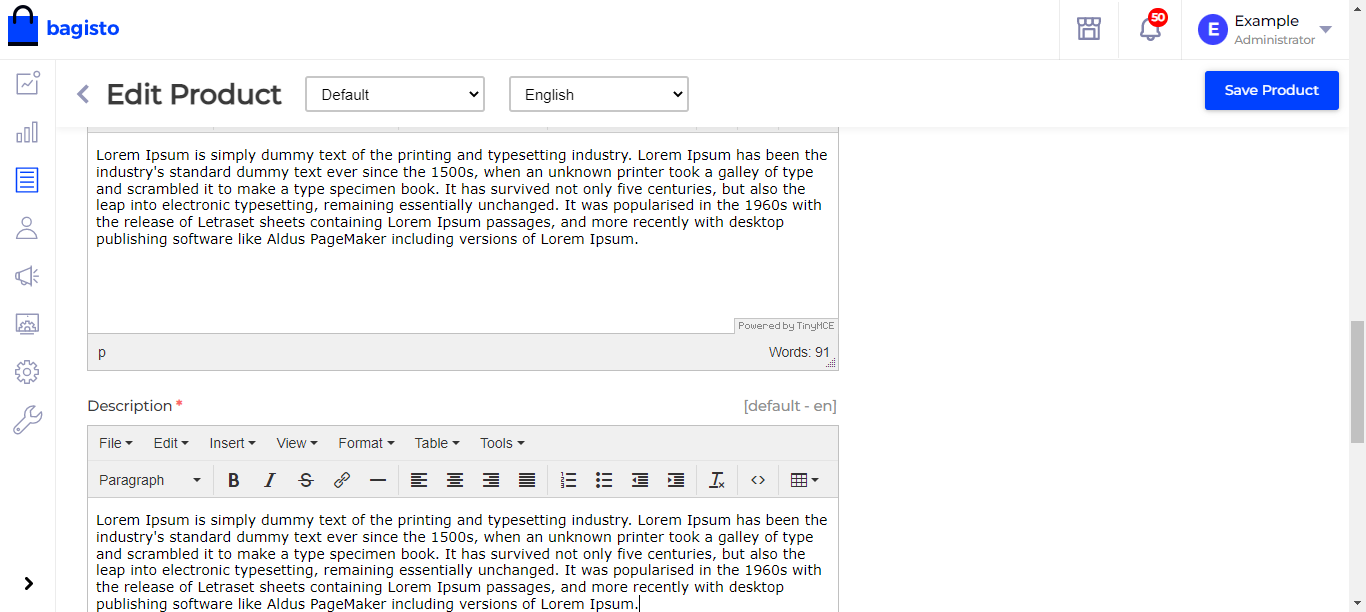 bagisto
50
E
Example
Administrator
Edit Product
Default
English
Save Product
Lorem Ipsum is simply dummy text of the printing and typesetting industry. Lorem Ipsum has been the
industry's standard dummy text ever since the 1500s, when an unknown printer took a galley of type
and scrambled it to make a type specimen book. It has survived not only five centuries, but also the
leap into electronic typesetting, remaining essentially unchanged. It was popularised in the 1960s with
the release of Letraset sheets containing Lorem Ipsum passages, and more recently with desktop
publishing software like Aldus PageMaker including versions of Lorem Ipsum.
Powered by TinyMCE
p
Words: 91
Description *
[default - en]
File Edit Insert View Format Table Tools
Paragraph B I S
Lorem Ipsum is simply dummy text of the printing and typesetting industry. Lorem Ipsum has been the
industry's standard dummy text ever since the 1500s, when an unknown printer took a galley of type
and scrambled it to make a type specimen book. It has survived not only five centuries, but also the
leap into electronic typesetting, remaining essentially unchanged. It was popularised in the 1960s with
the release of Letraset sheets containing Lorem Ipsum passages, and more recently with desktop
publishing software like Aldus PageMaker including versions of Lorem Ipsum.